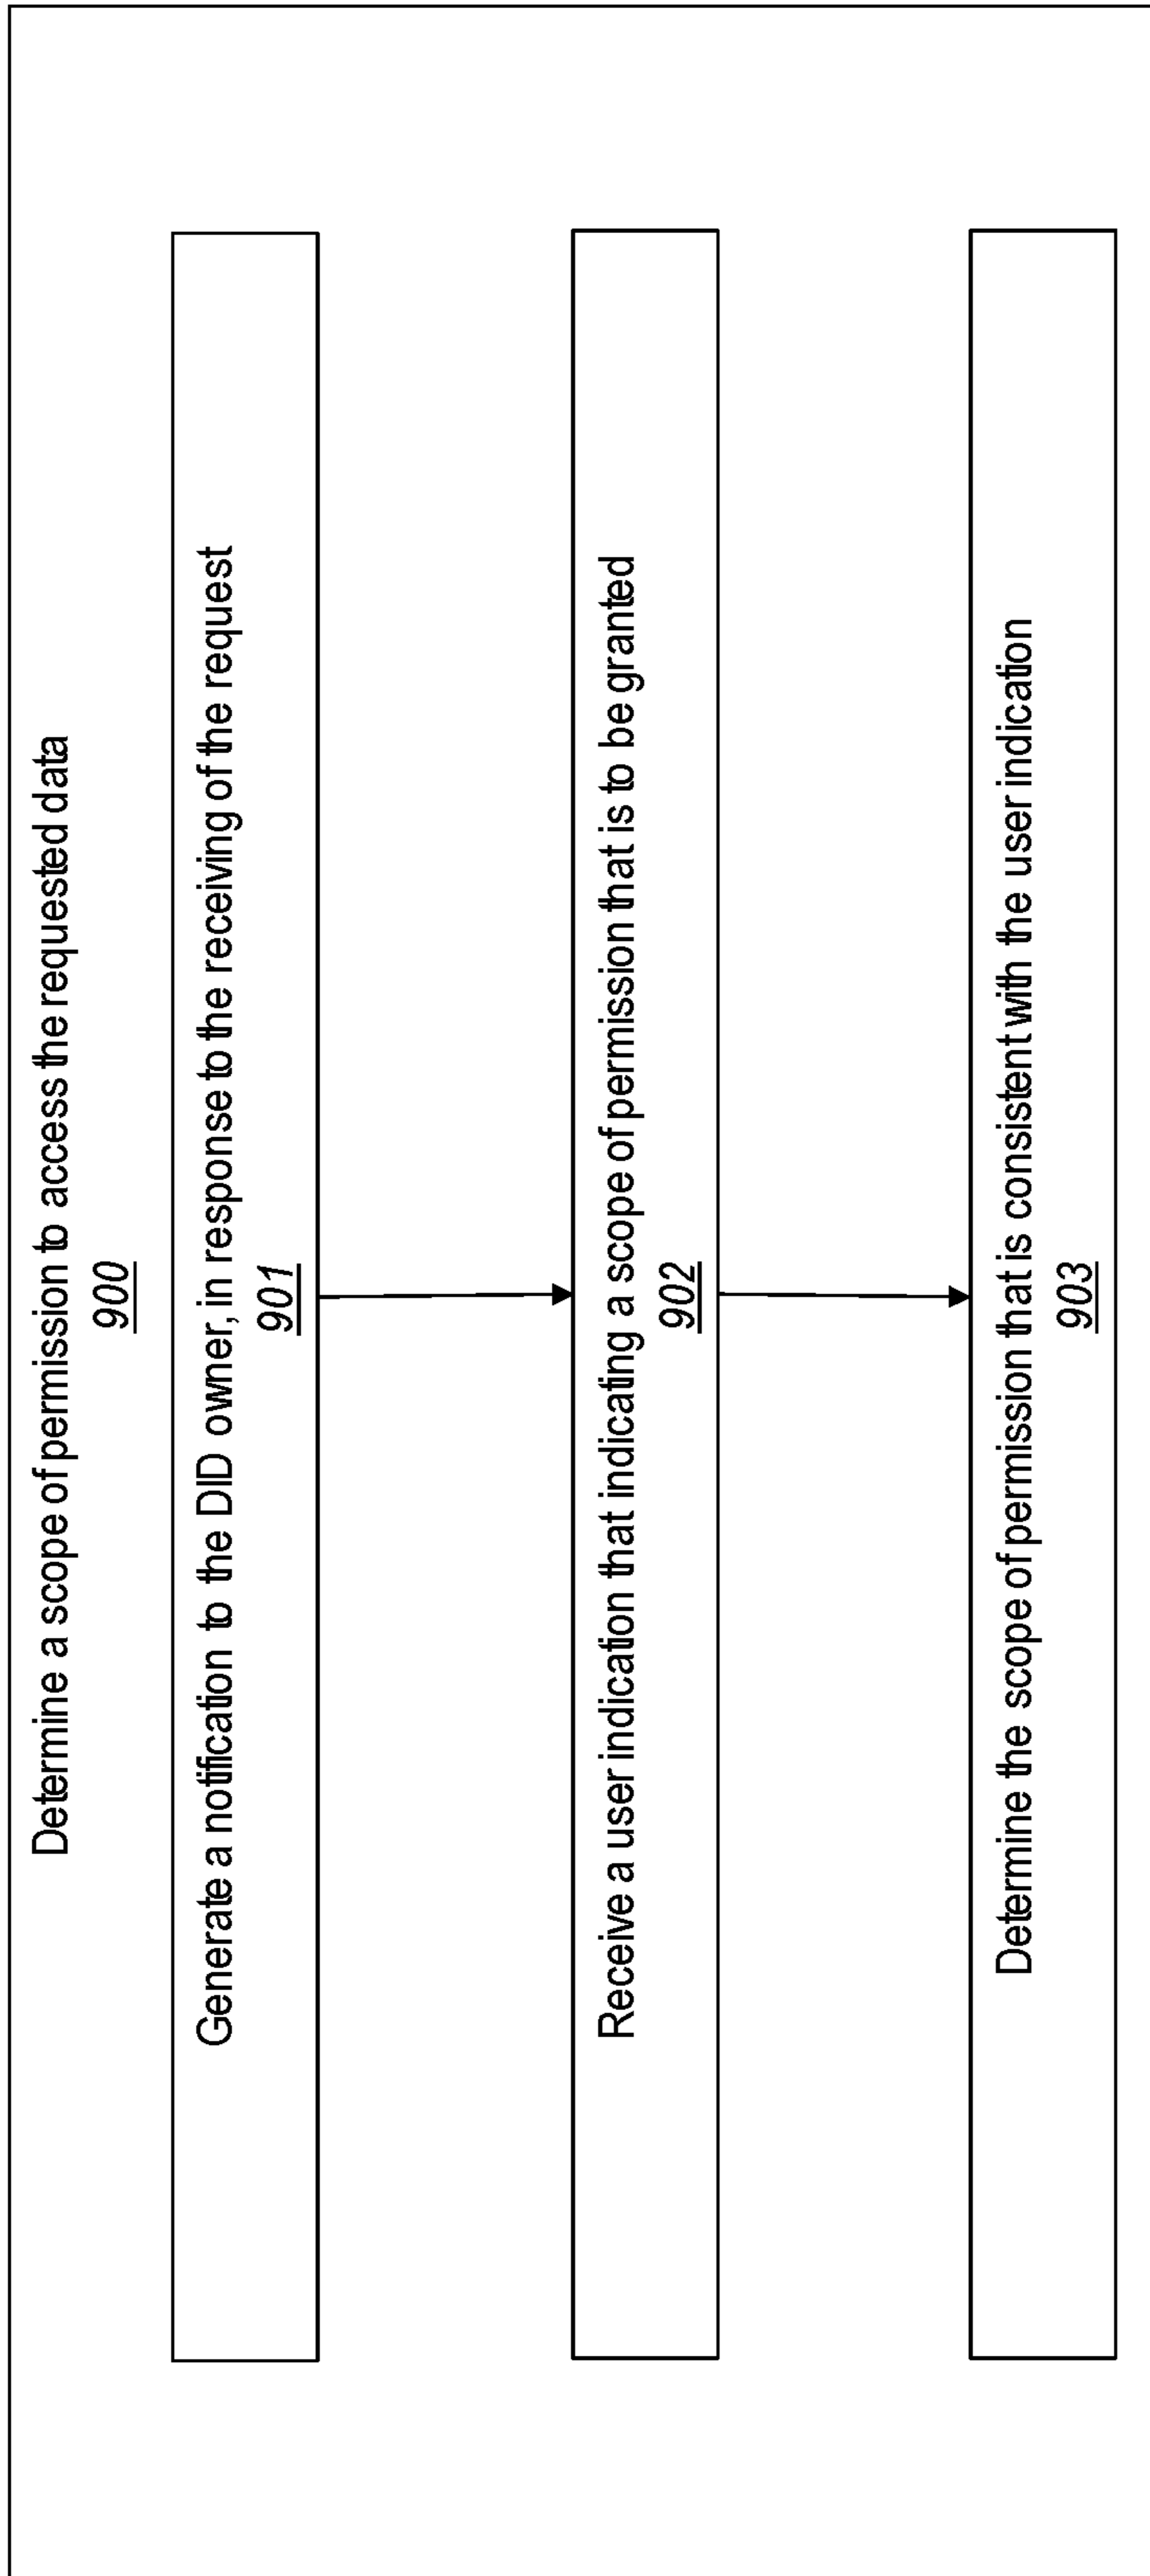 Determine a scope of permission to access the requested data
900
Generate a notification to the DID owner, in response to the receiving of the request
901
Receive a user indication that indicating a scope of permission that is to be granted
902
Determine the scope of permission that is consistent with the user indication
903